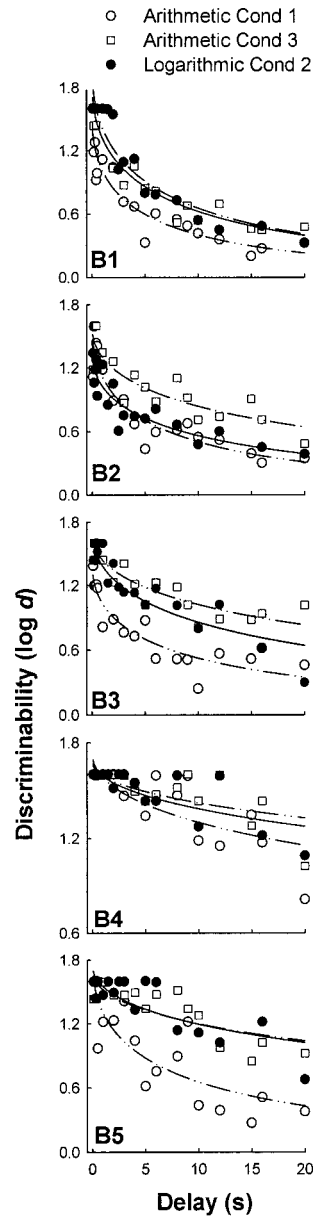 Arithmetic Cond 1
Arithmetic Cond 3
Logarithmic Cond 2
Discriminability (log d)
1.8
1.2
0.6
0.0
B1
1.8
1.2
0.6
0.0
B2
1.8
1.2
0.6
0.0
B3
1.8
1.2
0.6
B4
1.8
1.2
0.6
0.0
B5
0 5 10 15 20
Delay (s)